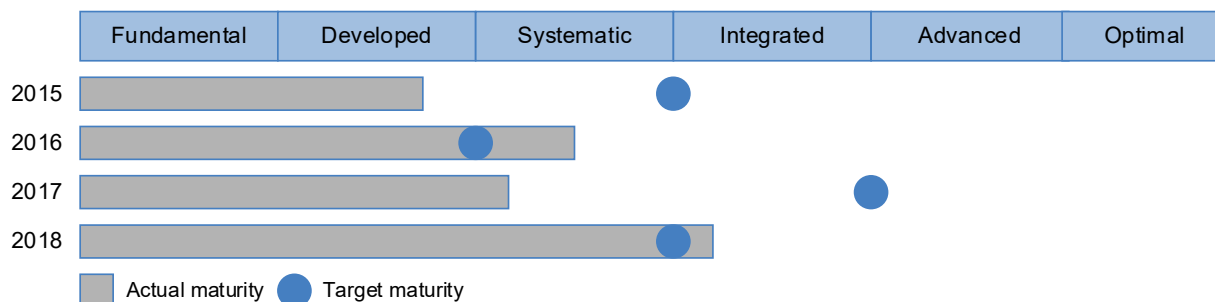 Fundamental Developed Systematic Integrated Advanced Optimal
2015
2016
2017
2018
Actual maturity Target maturity